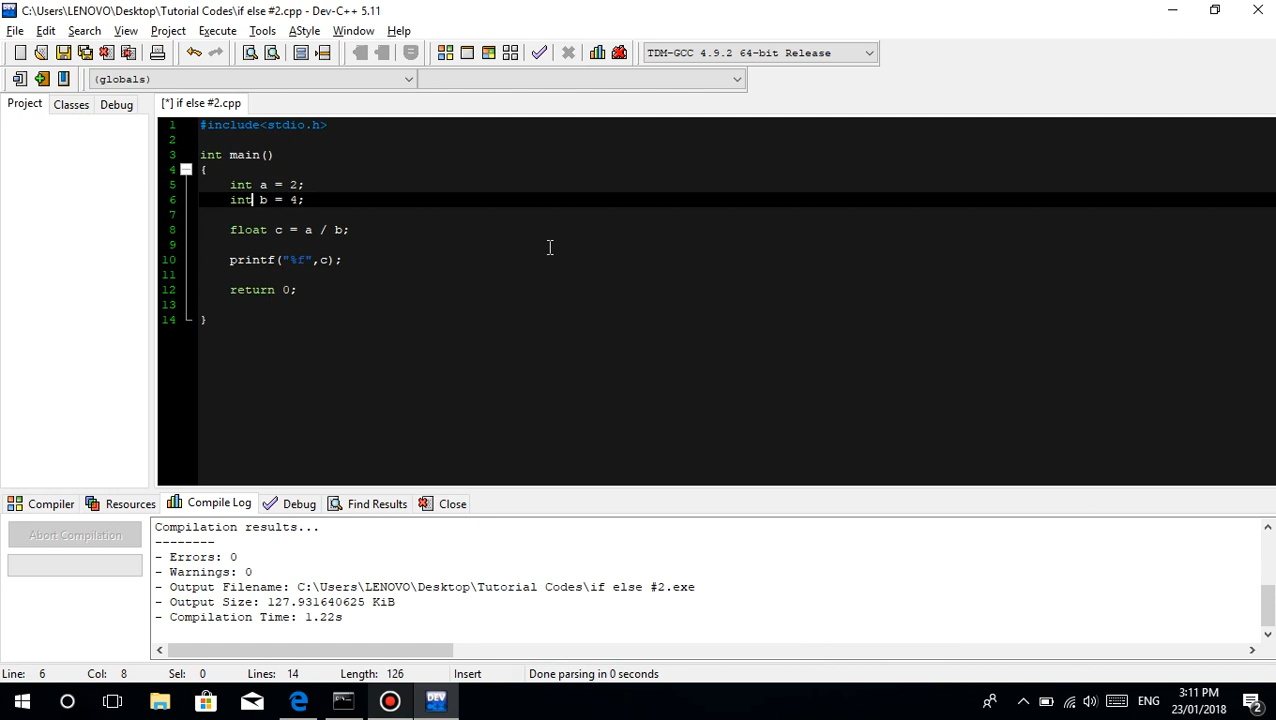 C:\Users\LENOVO\Desktop\Tutorial Codes\if else #2.cpp - Dev-C++ 5.11
File Edit Search View Project Execute Tools AStyle Window Help
TDM-GCC 4.9.2 64-bit Release
(globals)
Project Classes Debug
[*] if else #2.cpp
1 #include<stdio.h>
2
3 int main()
4 {
5 int a = 2;
6 int b = 4;
7
8 float c = a / b;
9
10 printf("%f",c);
11
12 return 0;
13
14 }
Compiler Resources Compile Log Debug Find Results Close
Abort Compilation
Compilation results...
--------
- Errors: 0
- Warnings: 0
- Output Filename: C:\Users\LENOVO\Desktop\Tutorial Codes\if else #2.exe
- Output Size: 127.931640625 KiB
- Compilation Time: 1.22s
Line: 6 Col: 8 Sel: 0 Lines: 14 Length: 126 Insert Done parsing in 0 seconds
DEV
ENG
3:11 PM
23/01/2018
2